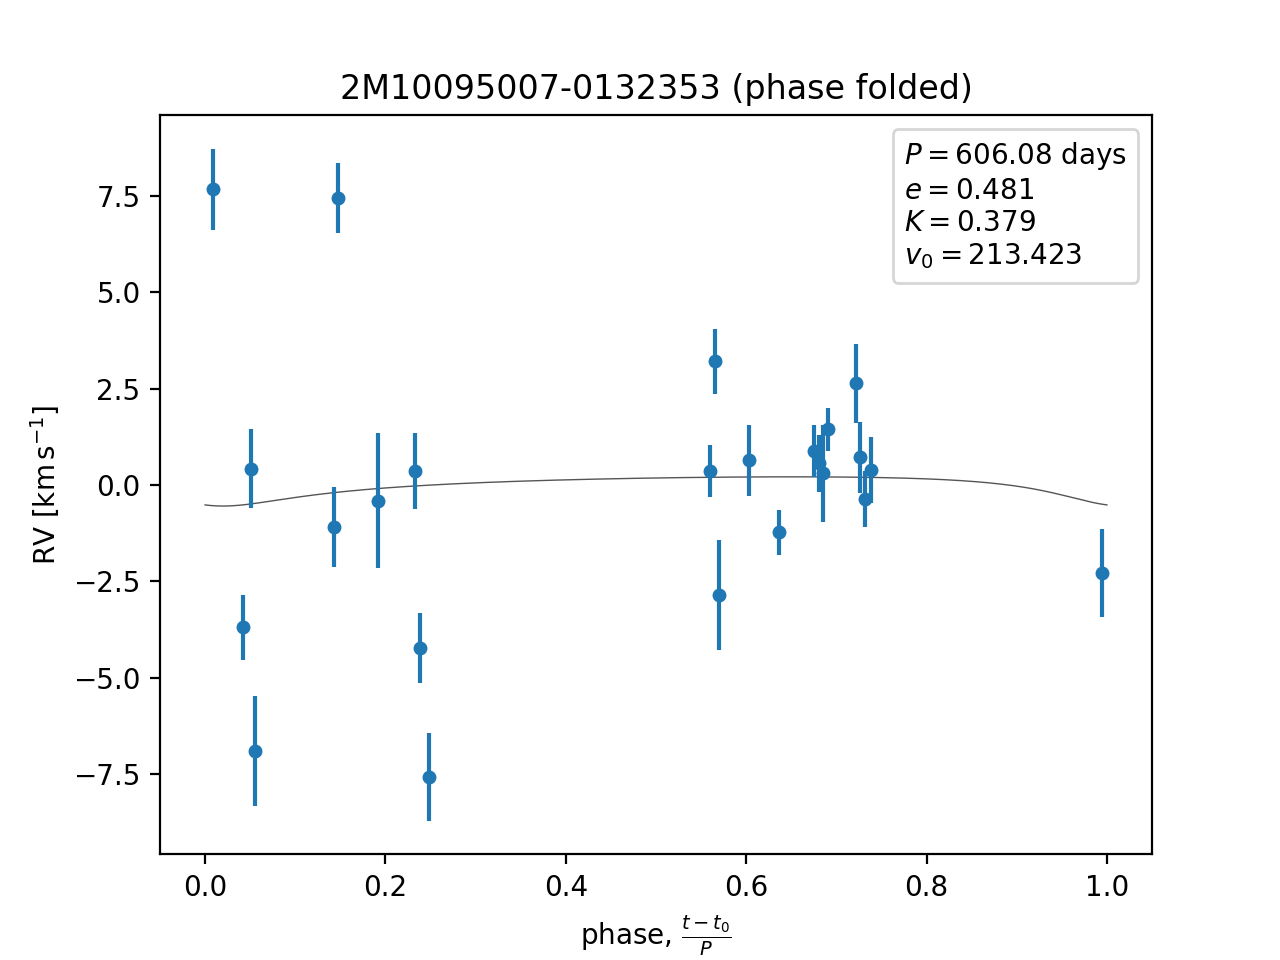 2M10095007-0132353 (phase folded)
P = 606.08 days
e = 0.481
K = 0.379
v₀ = 213.423
7.5
5.0
2.5
0.0
−2.5
−5.0
−7.5
RV [km s⁻¹]
0.0 0.2 0.4 0.6 0.8 1.0
phase, (t − t₀)/P